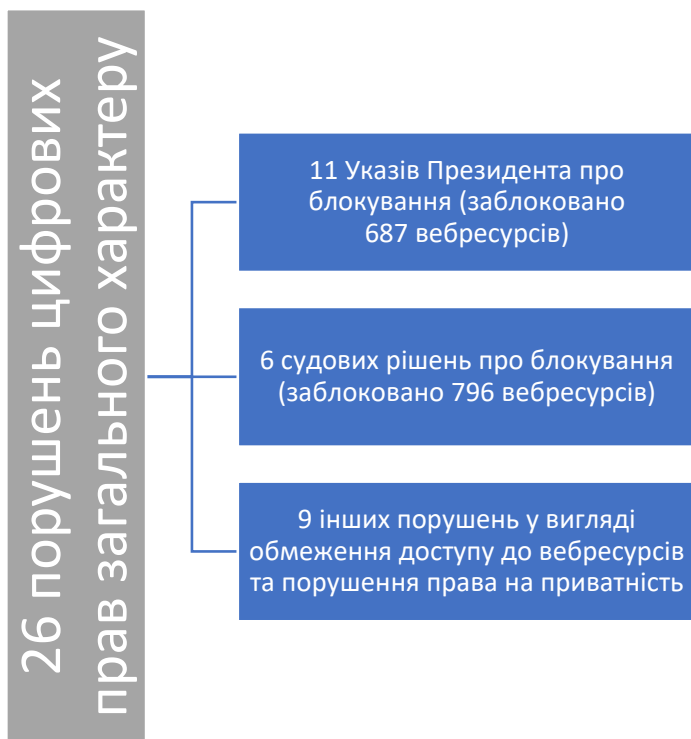 26 порушень цифрових
прав загального характеру
11 Указів Президента про
блокування (заблоковано
687 вебресурсів)
6 судових рішень про блокування
(заблоковано 796 вебресурсів)
9 інших порушень у вигляді
обмеження доступу до вебресурсів
та порушення права на приватність